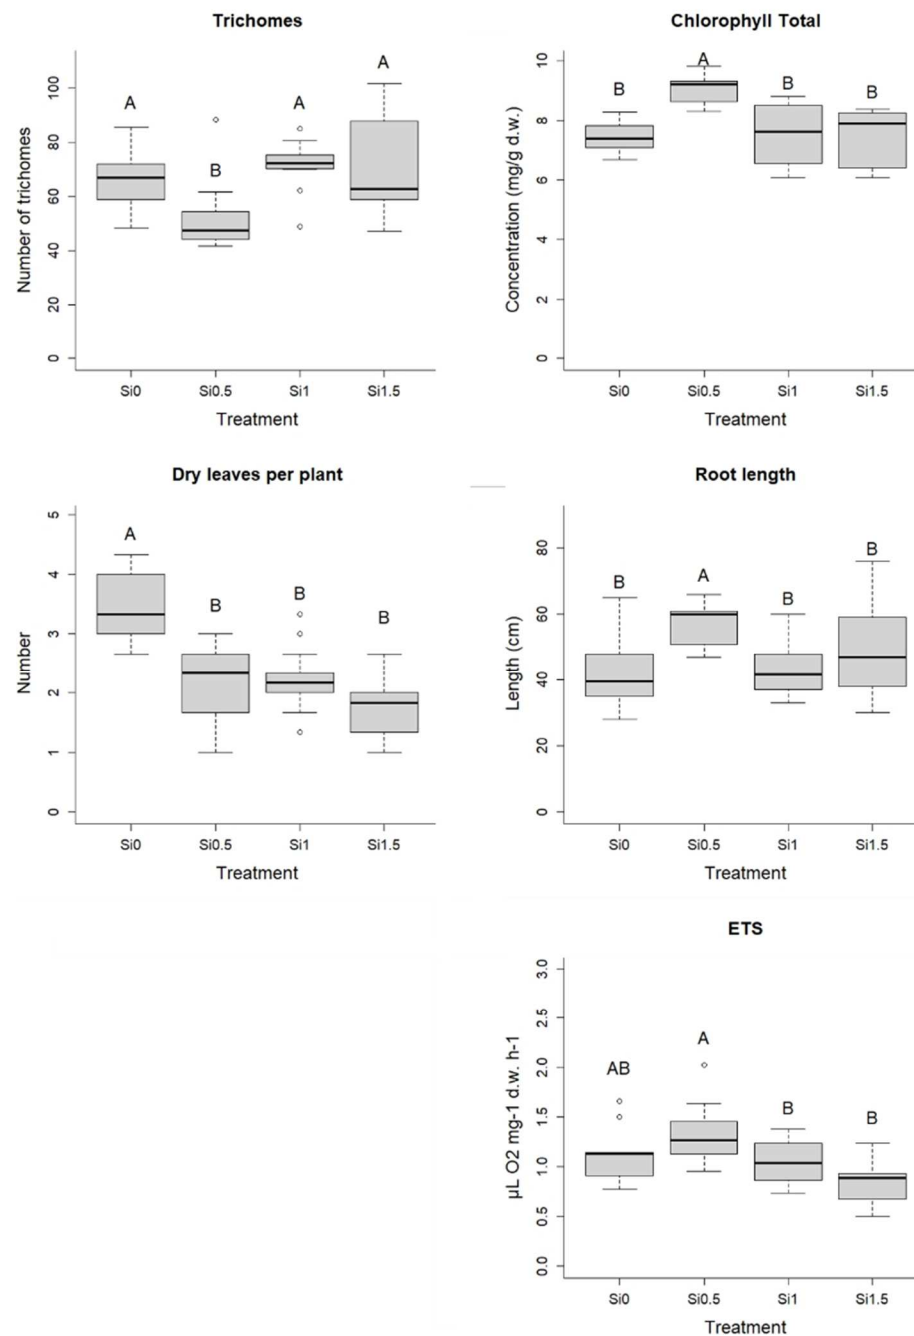 Trichomes
Number of trichomes
100
80
60
40
20
0
A
B
A
A
Si0 Si0.5 Si1 Si1.5
Treatment
Chlorophyll Total
Concentration (mg/g d.w.)
10
8
6
4
2
0
B
A
B
B
Si0 Si0.5 Si1 Si1.5
Treatment
Dry leaves per plant
Number
5
4
3
2
1
0
A
B
B
B
Si0 Si0.5 Si1 Si1.5
Treatment
Root length
Length (cm)
80
60
40
20
0
B
A
B
B
Si0 Si0.5 Si1 Si1.5
Treatment
ETS
µL O2 mg-1 d.w. h-1
3.0
2.5
2.0
1.5
1.0
0.5
0.0
AB
A
B
B
Si0 Si0.5 Si1 Si1.5
Treatment